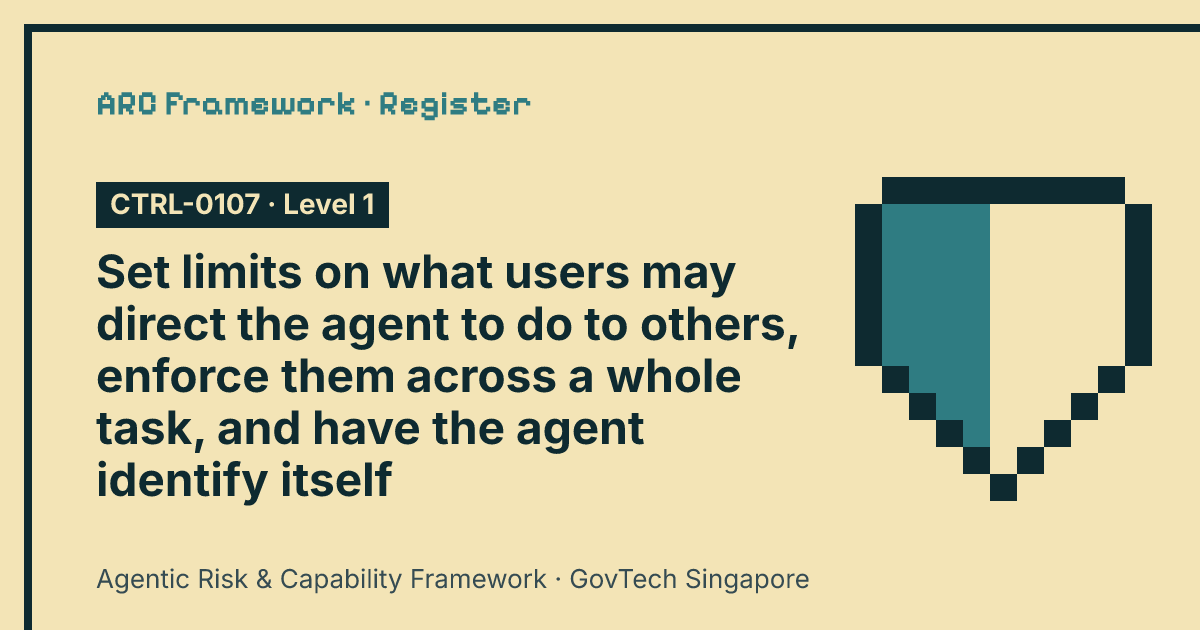 ARC Framework · Register
CTRL-0107 · Level 1
Set limits on what users may
direct the agent to do to others,
enforce them across a whole
task, and have the agent
identify itself
Agentic Risk & Capability Framework · GovTech Singapore